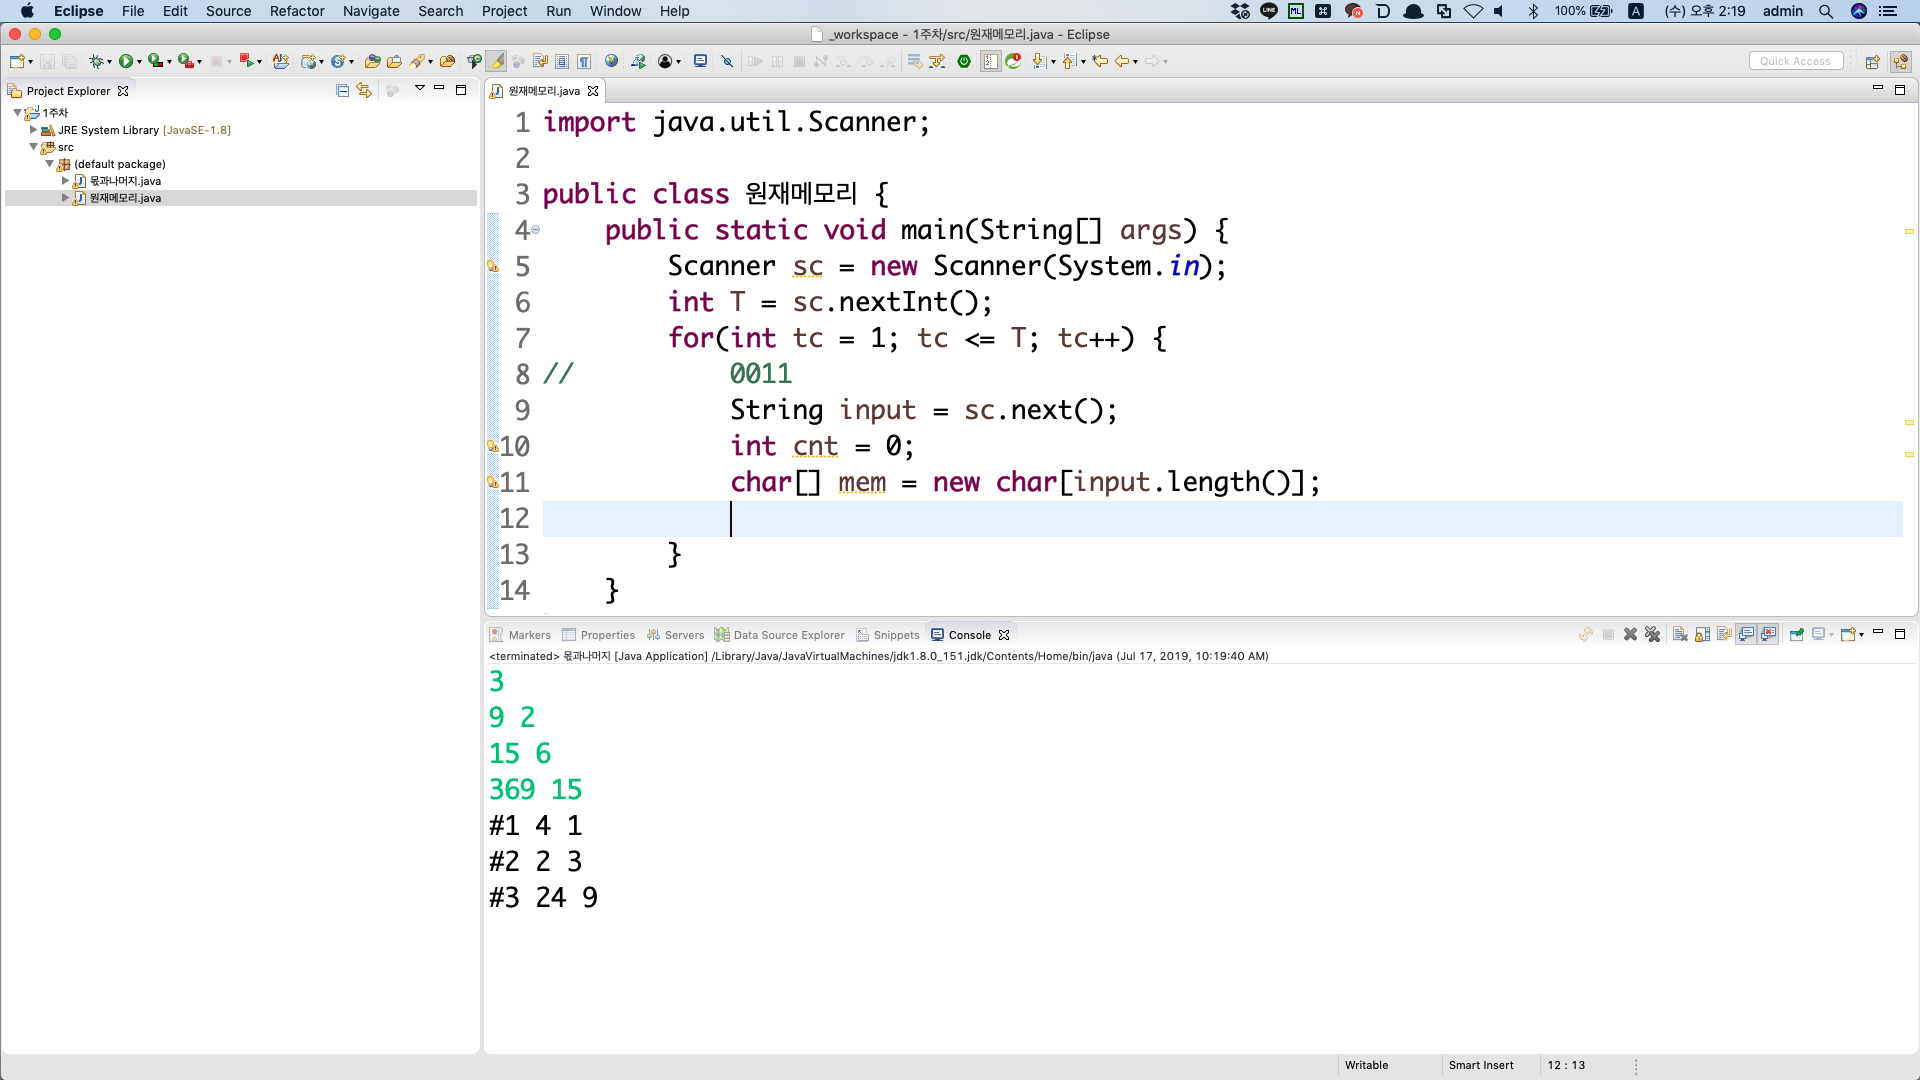 Eclipse File Edit Source Refactor Navigate Search Project Run Window Help
100% A (수) 오후 2:19 admin
_workspace - 1주차/src/원재메모리.java - Eclipse
Quick Access
Project Explorer
1주차
JRE System Library [JavaSE-1.8]
src
(default package)
몫과나머지.java
원재메모리.java
원재메모리.java
1 import java.util.Scanner;
2
3 public class 원재메모리 {
4 public static void main(String[] args) {
5 Scanner sc = new Scanner(System.in);
6 int T = sc.nextInt();
7 for(int tc = 1; tc <= T; tc++) {
8 // 0011
9 String input = sc.next();
10 int cnt = 0;
11 char[] mem = new char[input.length()];
12
13 }
14 }
Markers Properties Servers Data Source Explorer Snippets Console
<terminated> 몫과나머지 [Java Application] /Library/Java/JavaVirtualMachines/jdk1.8.0_151.jdk/Contents/Home/bin/java (Jul 17, 2019, 10:19:40 AM)
3
9 2
15 6
369 15
#1 4 1
#2 2 3
#3 24 9
Writable Smart Insert 12 : 13